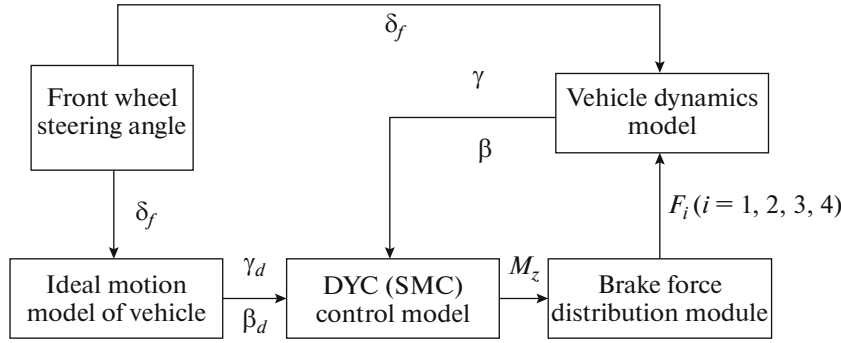 δf
γ
Front wheel
steering angle
Vehicle dynamics
model
β
δf
Fi (i = 1, 2, 3, 4)
γd
Mz
Ideal motion
model of vehicle
DYC (SMC)
control model
Brake force
distribution module
βd